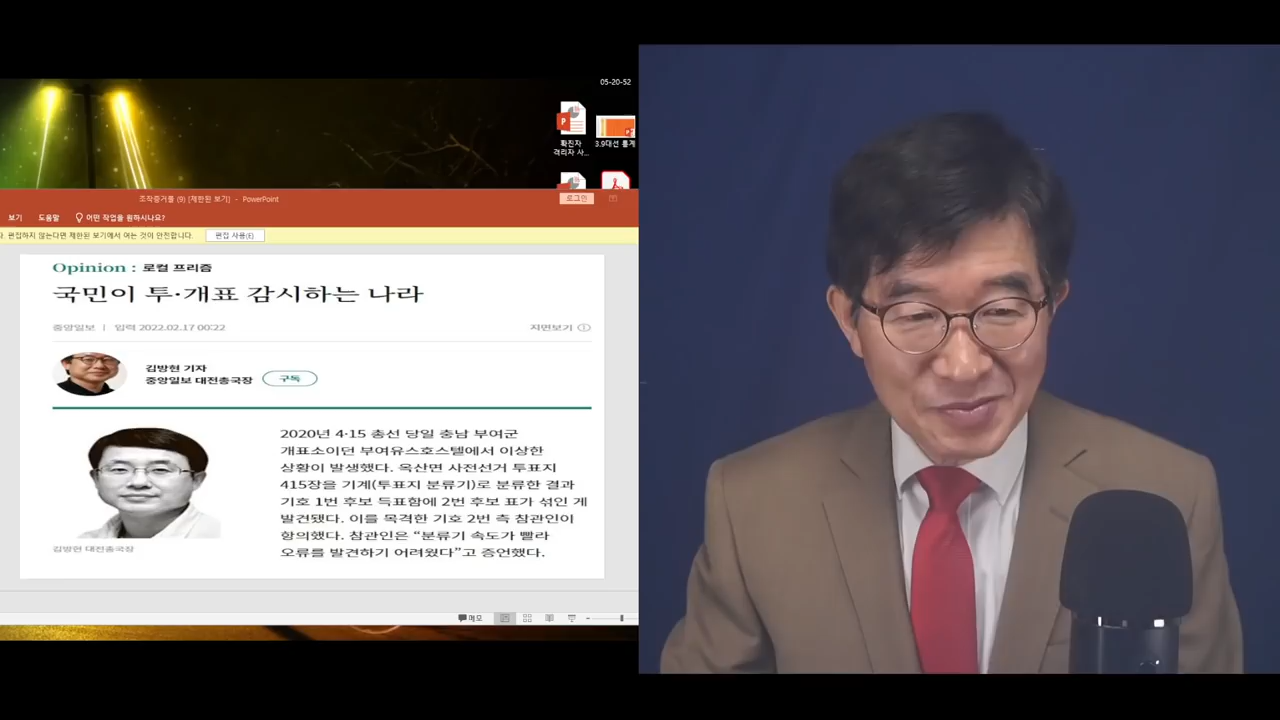 05-20-52
확진자
격리자 사...
3.9대선 통계
조작증거물 (9) [제한된 보기] - PowerPoint
로그인
보기 도움말 어떤 작업을 원하시나요?
다. 편집하지 않는다면 제한된 보기에서 여는 것이 안전합니다. 편집 사용(E)
Opinion : 로컬 프리즘
국민이 투·개표 감시하는 나라
중앙일보 | 입력 2022.02.17 00:22 지면보기
김방현 기자
중앙일보 대전총국장 구독
2020년 4·15 총선 당일 충남 부여군
개표소이던 부여유스호스텔에서 이상한
상황이 발생했다. 옥산면 사전선거 투표지
415장을 기계(투표지 분류기)로 분류한 결과
기호 1번 후보 득표함에 2번 후보 표가 섞인 게
발견됐다. 이를 목격한 기호 2번 측 참관인이
항의했다. 참관인은 “분류기 속도가 빨라
오류를 발견하기 어려웠다”고 증언했다.
김방현 대전총국장
메모